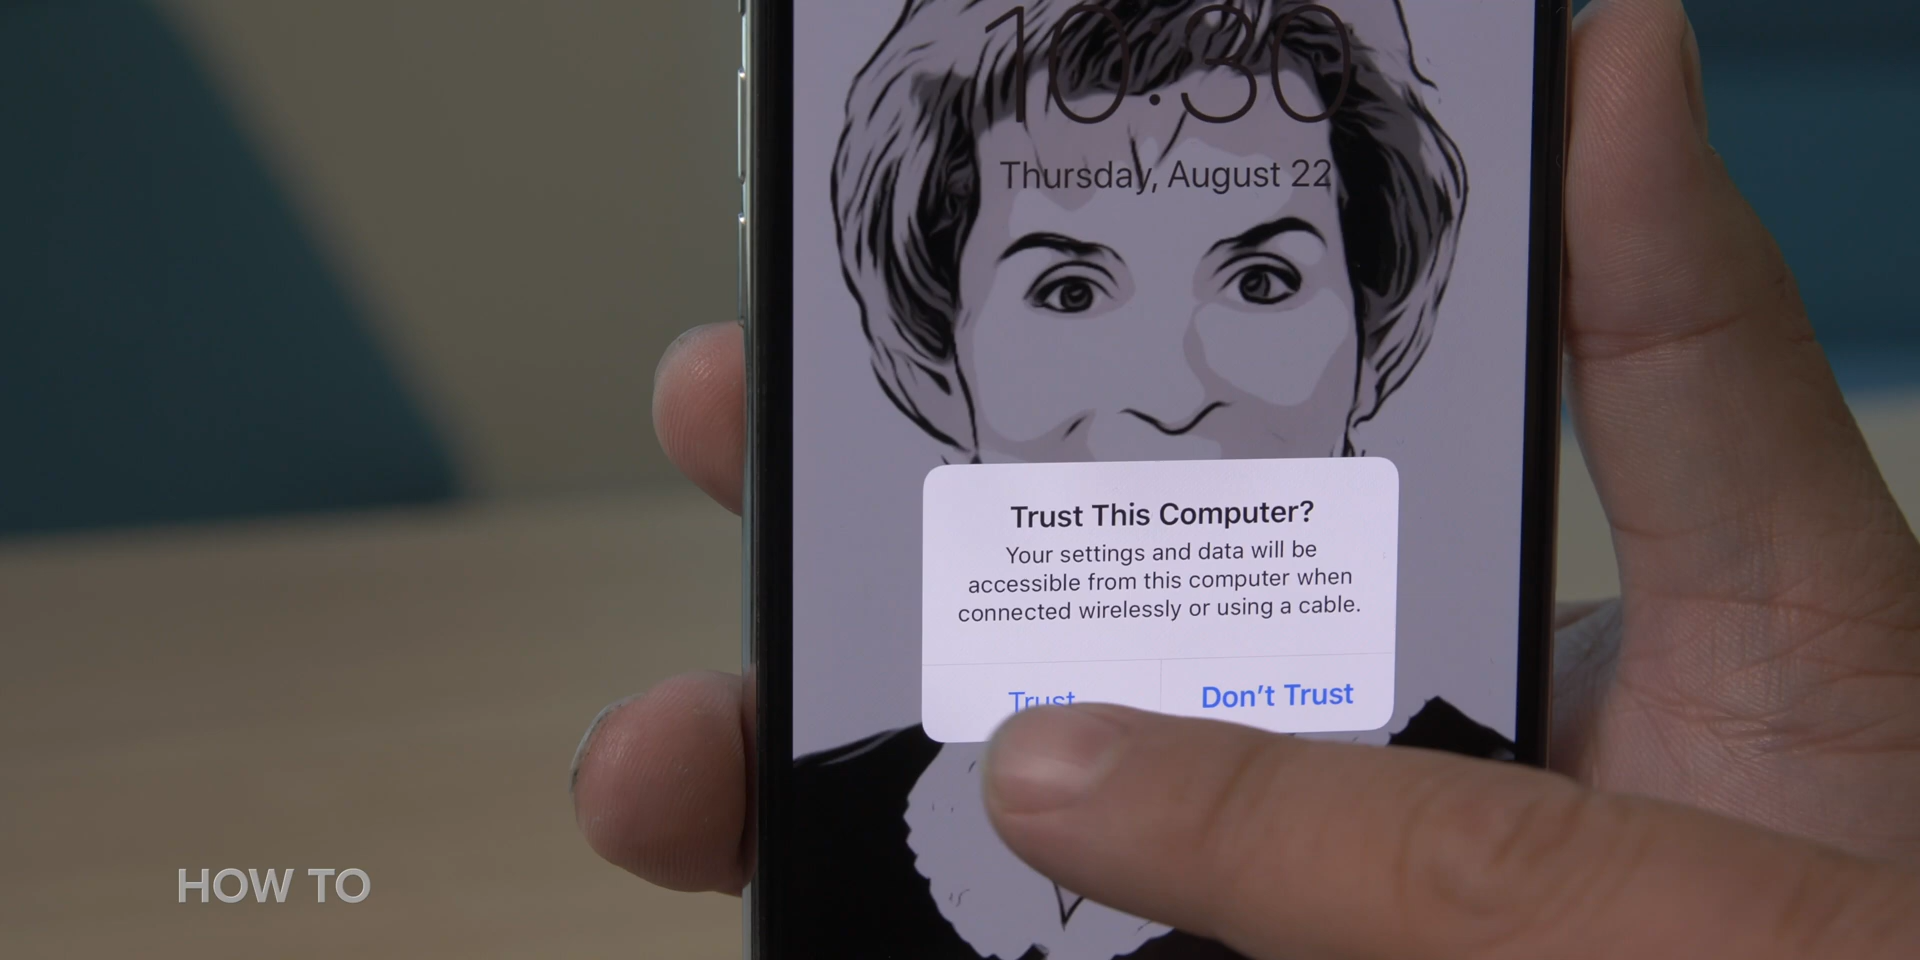 10:30
Thursday, August 22
Trust This Computer?
Your settings and data will be
accessible from this computer when
connected wirelessly or using a cable.
Trust
Don't Trust
HOW TO